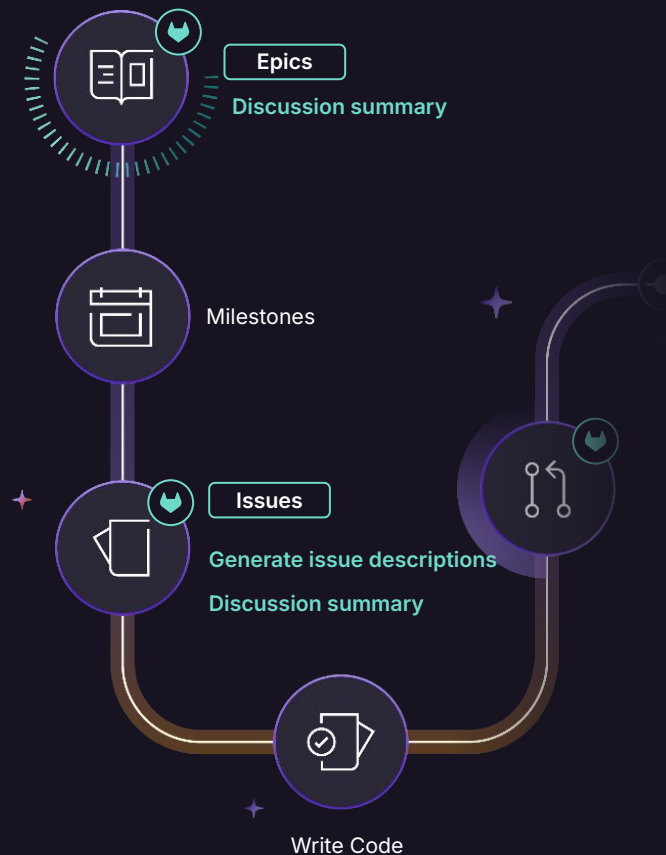 Epics
Discussion summary
Milestones
Issues
Generate issue descriptions
Discussion summary
Write Code